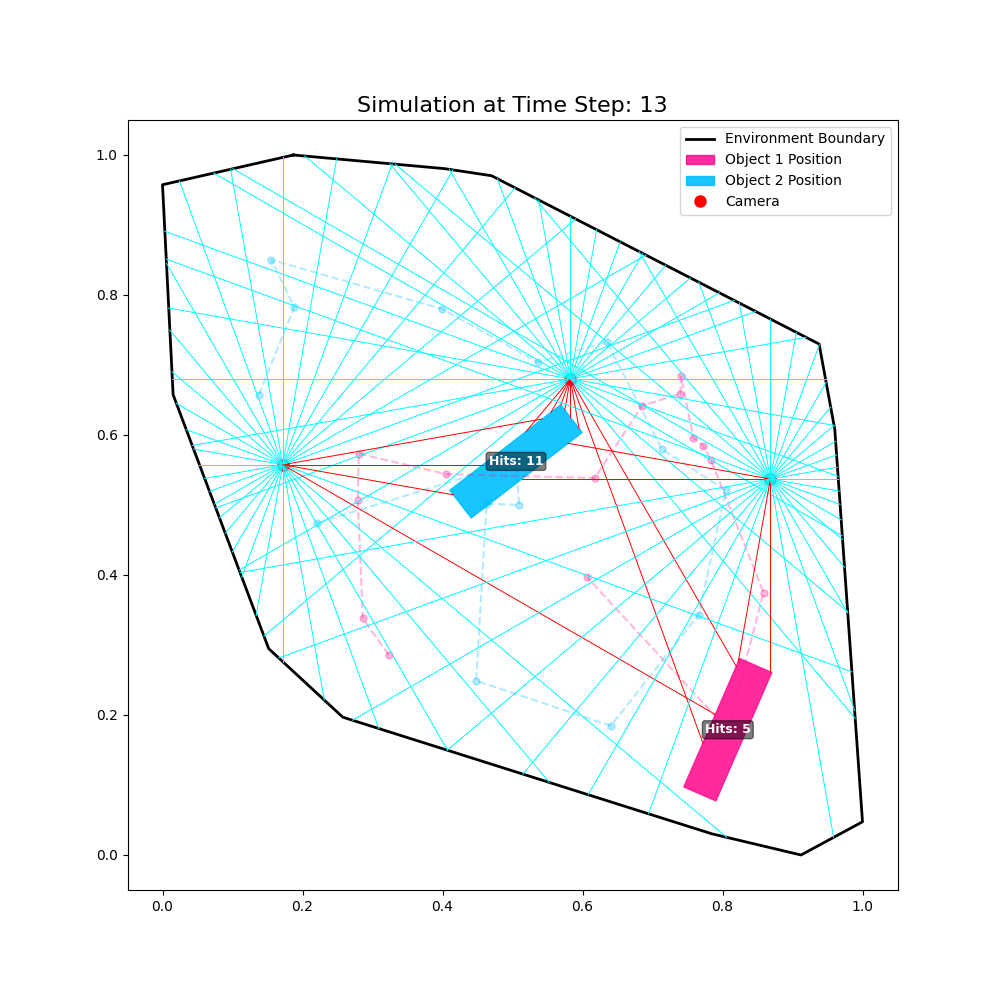 Simulation at Time Step: 13
Environment Boundary
Object 1 Position
Object 2 Position
Camera
Hits: 11
Hits: 5
1.0
0.8
0.6
0.4
0.2
0.0
0.0 0.2 0.4 0.6 0.8 1.0